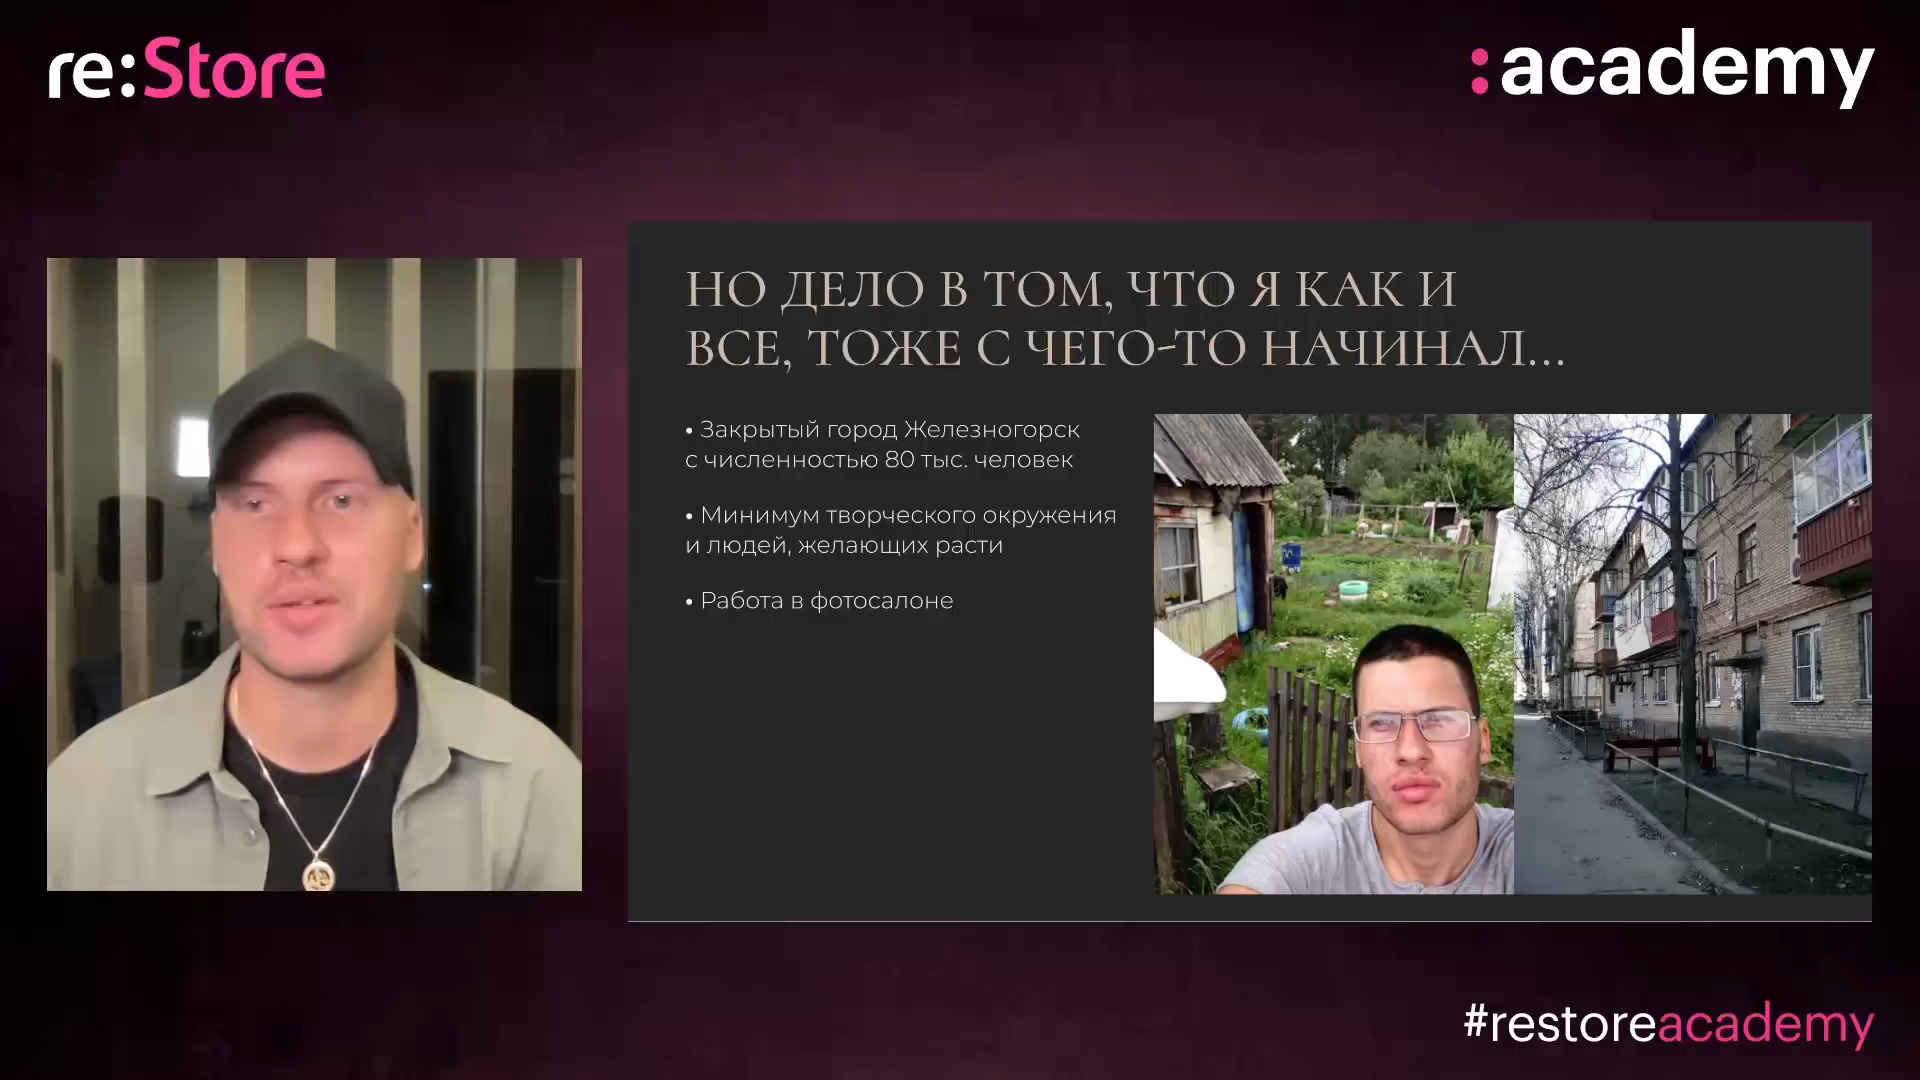 re:Store
:academy
НО ДЕЛО В ТОМ, ЧТО Я КАК И
ВСЕ, ТОЖЕ С ЧЕГО-ТО НАЧИНАЛ...
• Закрытый город Железногорск
с численностью 80 тыс. человек
• Минимум творческого окружения
и людей, желающих расти
• Работа в фотосалоне
#restoreacademy